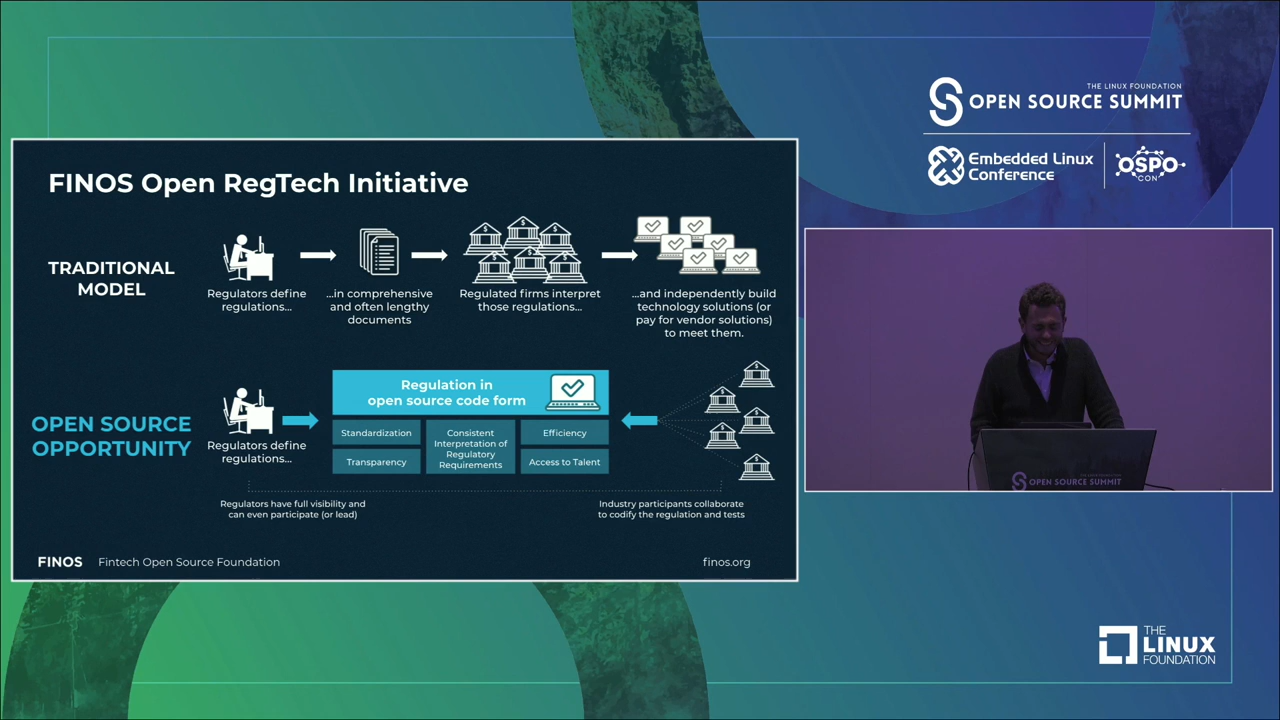 THE LINUX FOUNDATION
OPEN SOURCE SUMMIT
Embedded Linux
Conference
OSPO
CON
FINOS Open RegTech Initiative
TRADITIONAL
MODEL
Regulators define
regulations...
...in comprehensive
and often lengthy
documents
Regulated firms interpret
those regulations...
...and independently build
technology solutions (or
pay for vendor solutions)
to meet them.
OPEN SOURCE
OPPORTUNITY
Regulators define
regulations...
Regulation in
open source code form
Standardization
Transparency
Consistent
Interpretation of
Regulatory
Requirements
Efficiency
Access to Talent
Regulators have full visibility and
can even participate (or lead)
Industry participants collaborate
to codify the regulation and tests
FINOS Fintech Open Source Foundation
finos.org
OPEN SOURCE SUMMIT
THE
LINUX
FOUNDATION